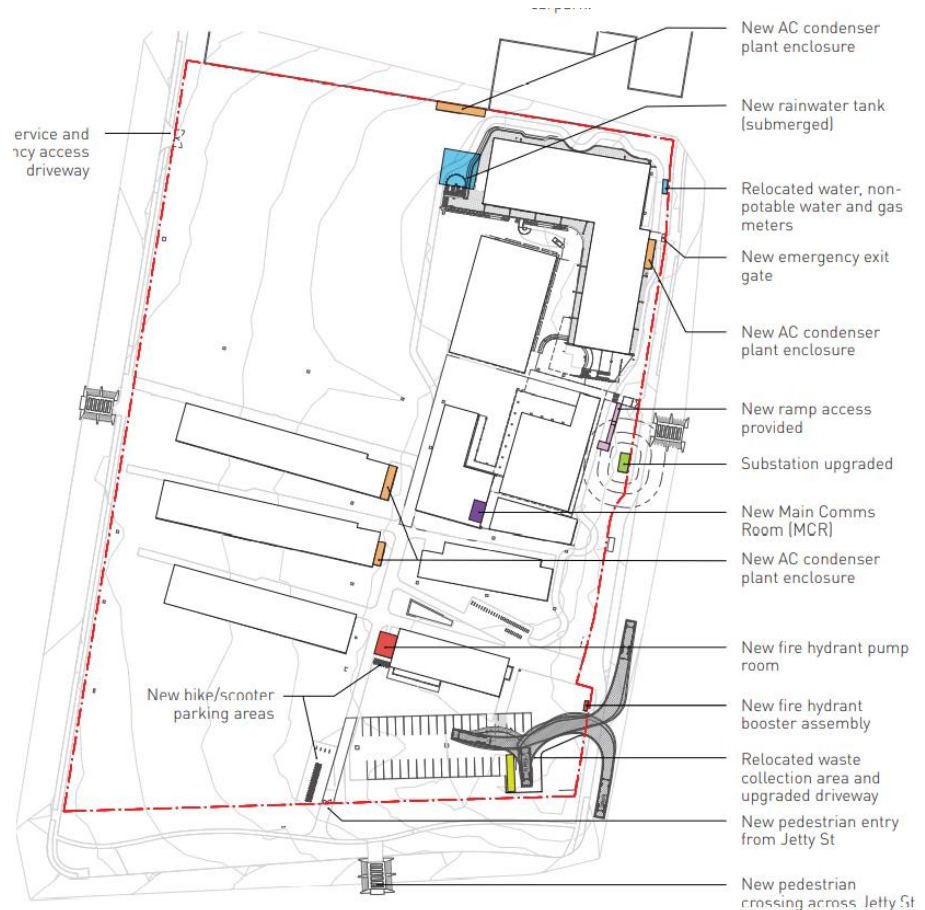 New AC condenser
plant enclosure
New rainwater tank
(submerged)
ervice and
ncy access
driveway
Relocated water, non-
potable water and gas
meters
New emergency exit
gate
New AC condenser
plant enclosure
New ramp access
provided
Substation upgraded
New Main Comms
Room (MCR)
New AC condenser
plant enclosure
New fire hydrant pump
room
New bike/scooter
parking areas
New fire hydrant
booster assembly
Relocated waste
collection area and
upgraded driveway
New pedestrian entry
from Jetty St
New pedestrian
crossing across Jetty St